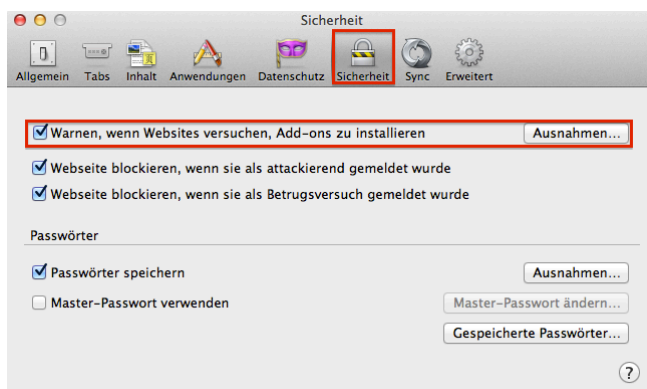 Sicherheit
Allgemein Tabs Inhalt Anwendungen Datenschutz Sicherheit Sync Erweitert
Warnen, wenn Websites versuchen, Add-ons zu installieren Ausnahmen...
Webseite blockieren, wenn sie als attackierend gemeldet wurde
Webseite blockieren, wenn sie als Betrugsversuch gemeldet wurde
Passwörter
Passwörter speichern Ausnahmen...
Master-Passwort verwenden Master-Passwort ändern...
Gespeicherte Passwörter...
?